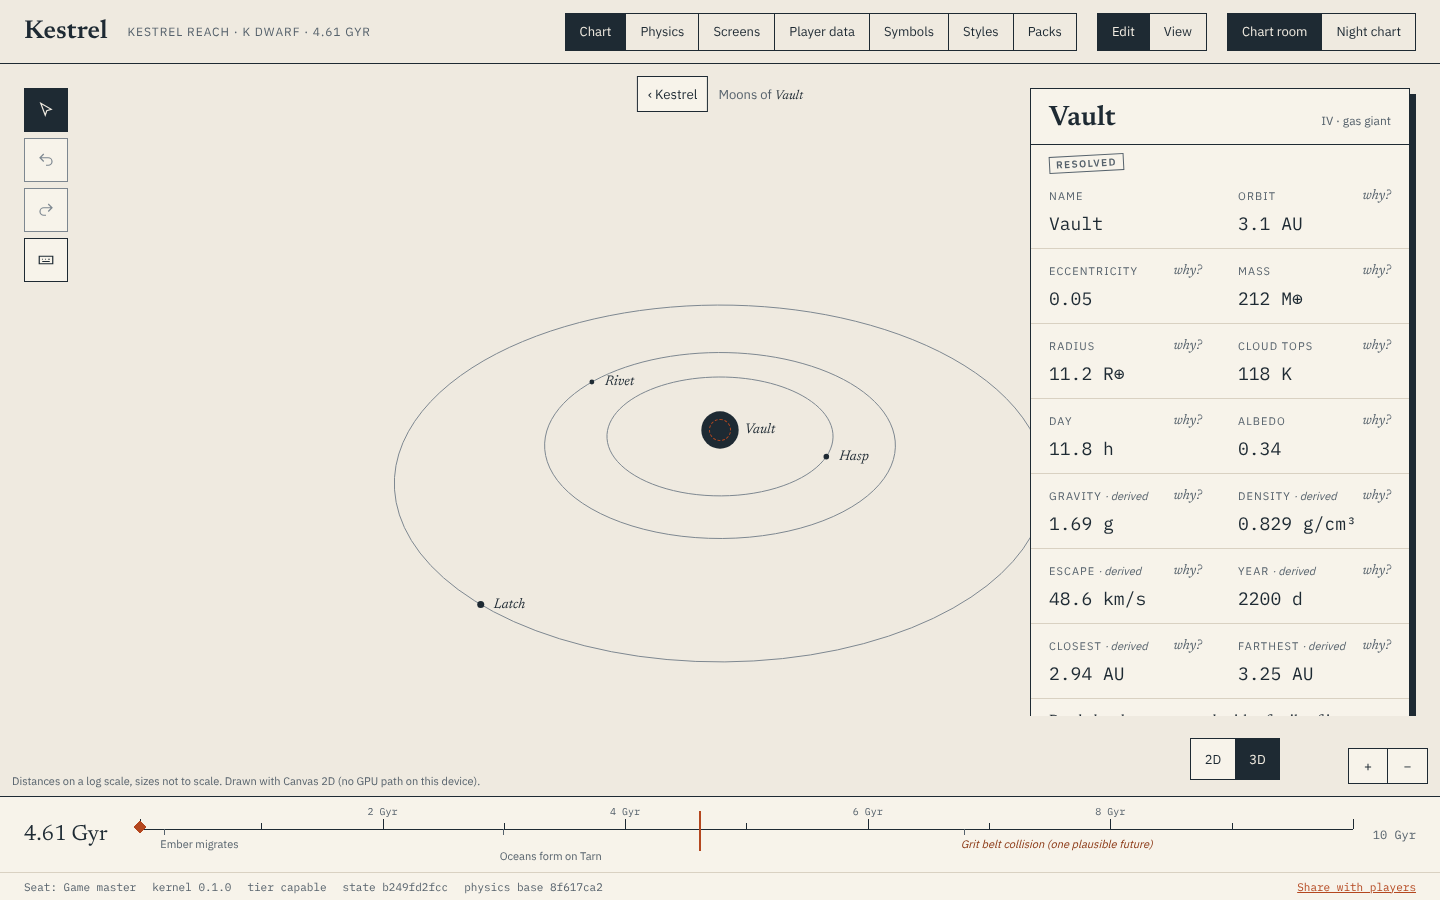 Kestrel
KESTREL REACH · K DWARF · 4.61 GYR
Chart Physics Screens Player data Symbols Styles Packs
Edit View
Chart room Night chart
‹ Kestrel Moons of Vault
Vault
IV · gas giant
RESOLVED
NAME
Vault
ORBIT why?
3.1 AU
ECCENTRICITY why?
0.05
MASS why?
212 M⊕
RADIUS why?
11.2 R⊕
CLOUD TOPS why?
118 K
DAY why?
11.8 h
ALBEDO why?
0.34
GRAVITY · derived why?
1.69 g
DENSITY · derived why?
0.829 g/cm³
ESCAPE · derived why?
48.6 km/s
YEAR · derived why?
2200 d
CLOSEST · derived why?
2.94 AU
FARTHEST · derived why?
3.25 AU
Rivet
Vault
Hasp
Latch
2D 3D
+ −
Distances on a log scale, sizes not to scale. Drawn with Canvas 2D (no GPU path on this device).
4.61 Gyr
2 Gyr 4 Gyr 6 Gyr 8 Gyr
10 Gyr
Ember migrates
Oceans form on Tarn
Grit belt collision (one plausible future)
Seat: Game master kernel 0.1.0 tier capable state b249fd2fcc physics base 8f617ca2
Share with players